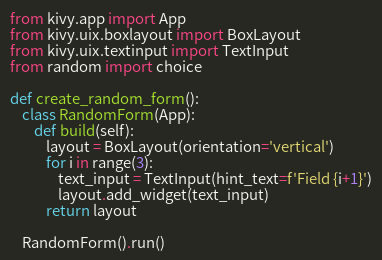 from kivy.app import App
from kivy.uix.boxlayout import BoxLayout
from kivy.uix.textinput import TextInput
from random import choice

def create_random_form():
    class RandomForm(App):
        def build(self):
            layout = BoxLayout(orientation='vertical')
            for i in range(3):
                text_input = TextInput(hint_text=f'Field {i+1}')
                layout.add_widget(text_input)
            return layout

    RandomForm().run()